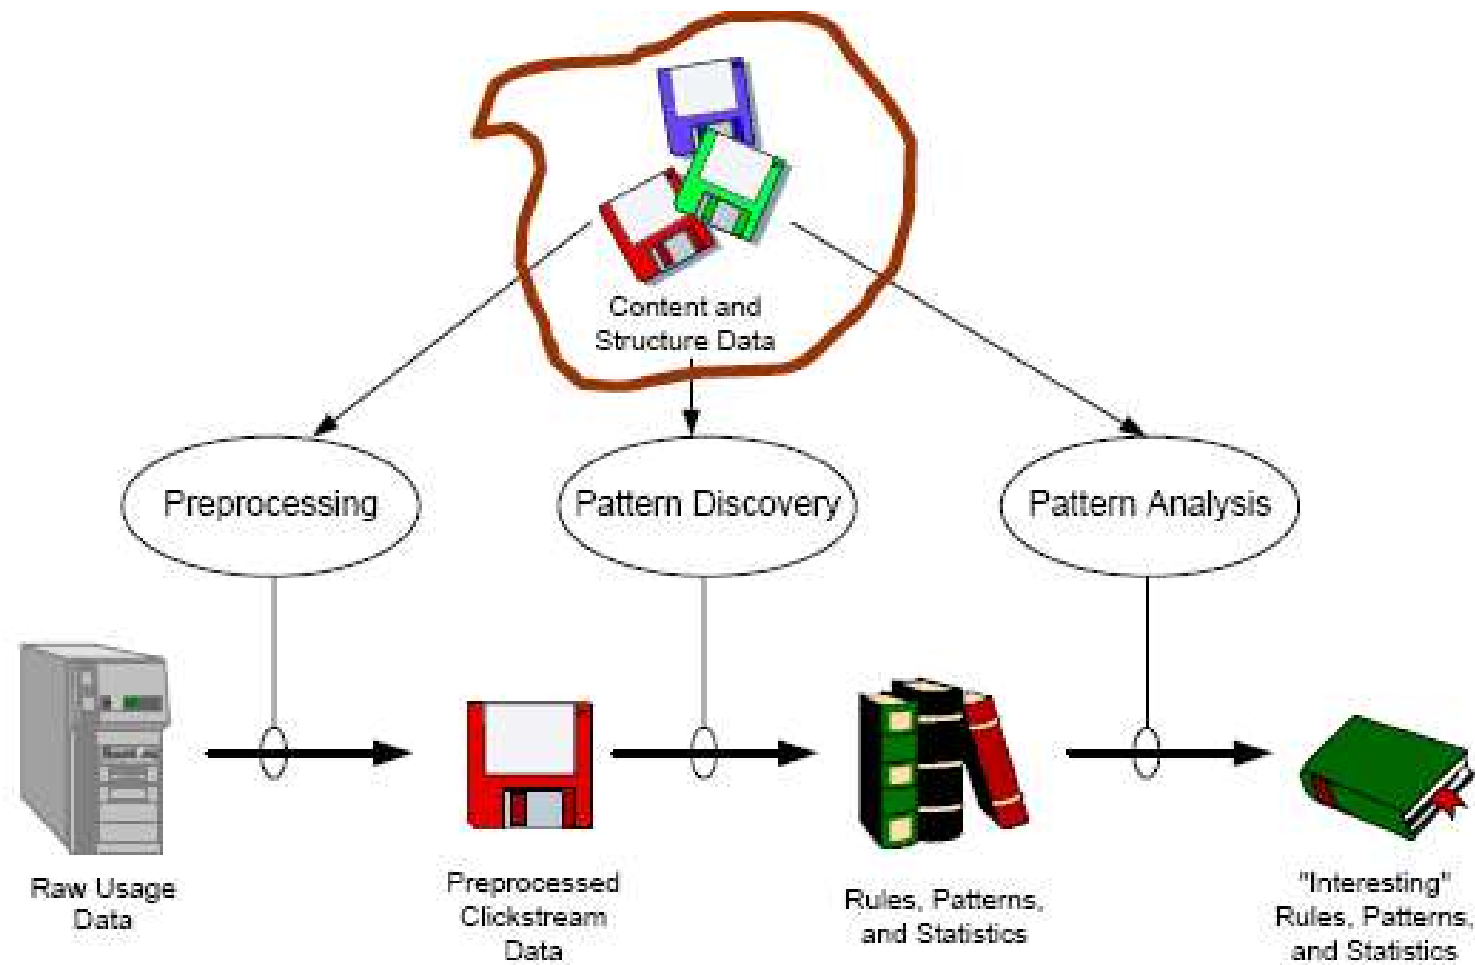 Content and
Structure Data
Preprocessing
Pattern Discovery
Pattern Analysis
Raw Usage
Data
Preprocessed
Clickstream
Data
Rules, Patterns,
and Statistics
"Interesting"
Rules, Patterns,
and Statistics